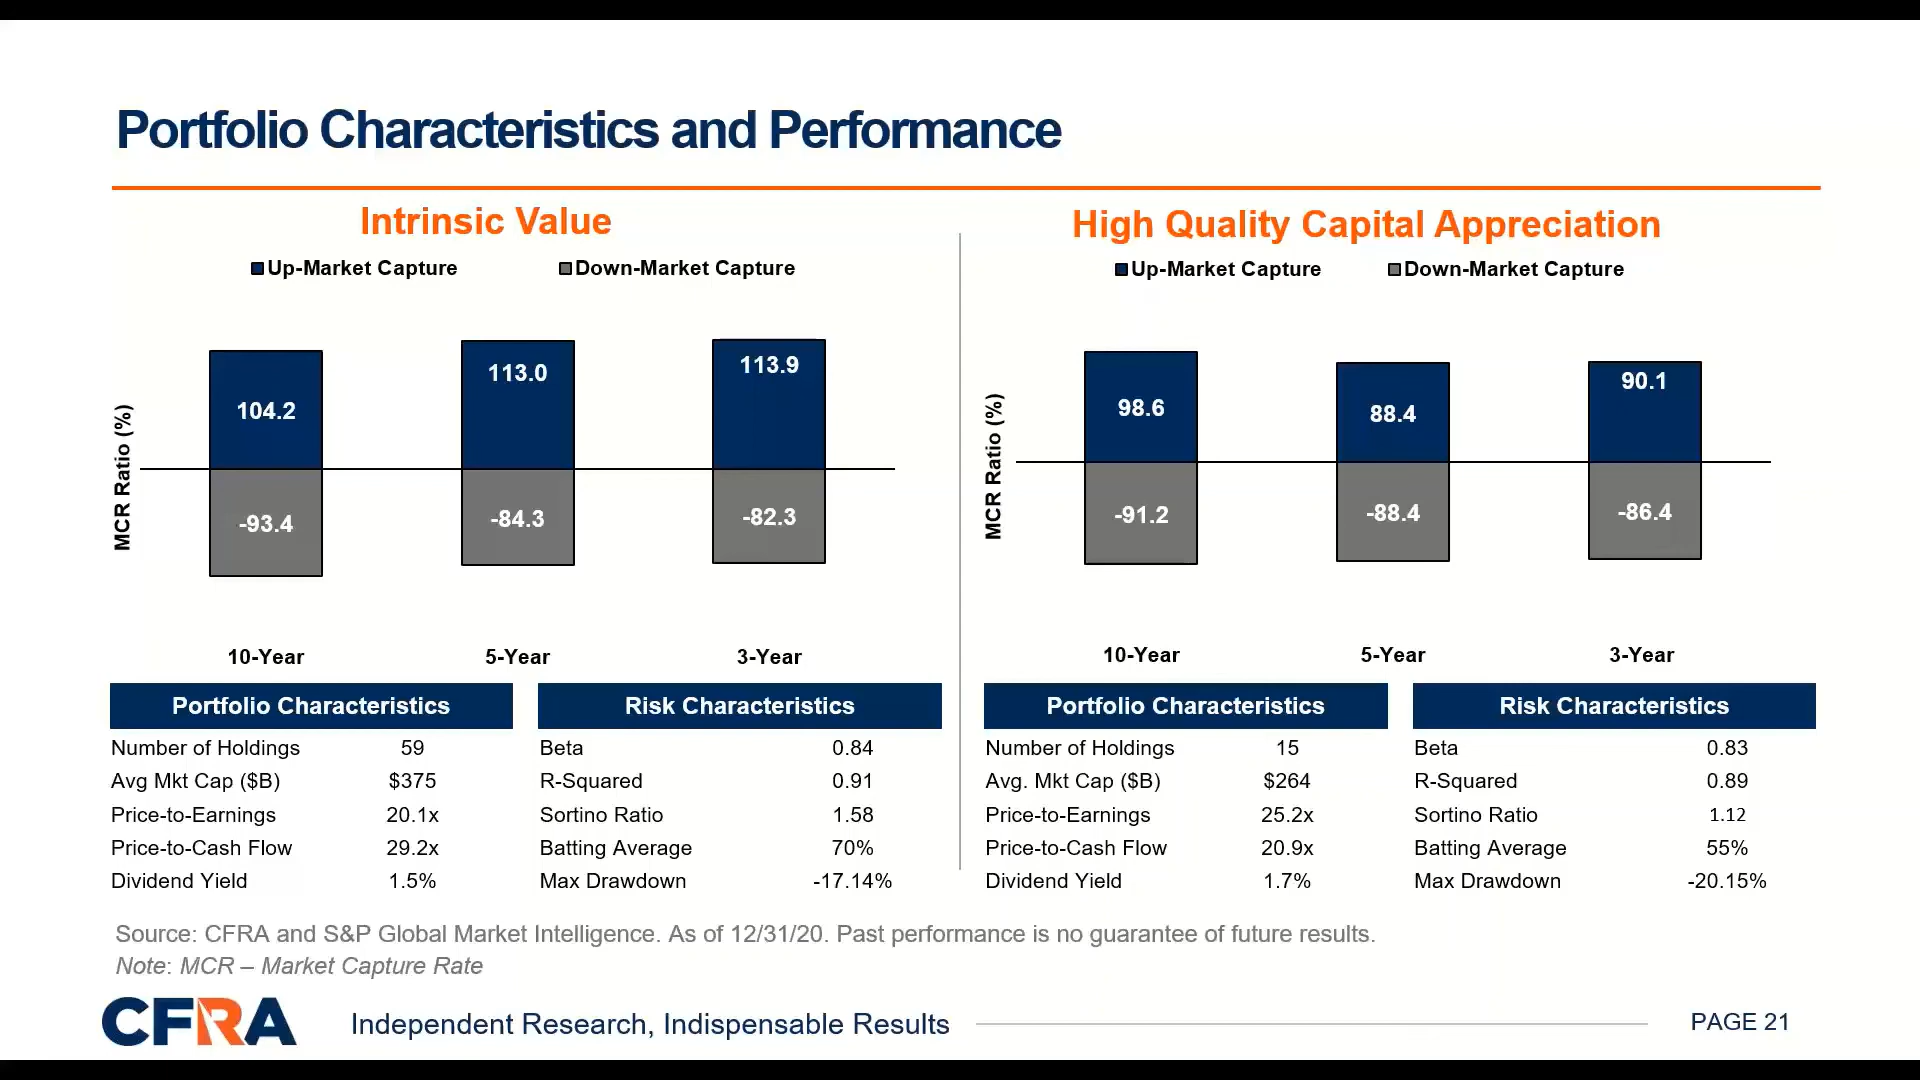 Portfolio Characteristics and Performance
Intrinsic Value
Up-Market Capture Down-Market Capture
MCR Ratio (%)
104.2 113.0 113.9
-93.4 -84.3 -82.3
10-Year 5-Year 3-Year
Portfolio Characteristics
Number of Holdings 59
Avg Mkt Cap ($B) $375
Price-to-Earnings 20.1x
Price-to-Cash Flow 29.2x
Dividend Yield 1.5%
Risk Characteristics
Beta 0.84
R-Squared 0.91
Sortino Ratio 1.58
Batting Average 70%
Max Drawdown -17.14%
High Quality Capital Appreciation
Up-Market Capture Down-Market Capture
MCR Ratio (%)
98.6 88.4 90.1
-91.2 -88.4 -86.4
10-Year 5-Year 3-Year
Portfolio Characteristics
Number of Holdings 15
Avg. Mkt Cap ($B) $264
Price-to-Earnings 25.2x
Price-to-Cash Flow 20.9x
Dividend Yield 1.7%
Risk Characteristics
Beta 0.83
R-Squared 0.89
Sortino Ratio 1.12
Batting Average 55%
Max Drawdown -20.15%
Source: CFRA and S&P Global Market Intelligence. As of 12/31/20. Past performance is no guarantee of future results.
Note: MCR – Market Capture Rate
CFRA
Independent Research, Indispensable Results
PAGE 21